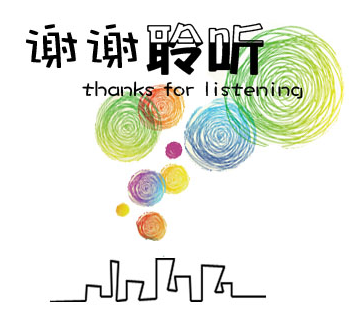 谢谢聆听
thanks for listening